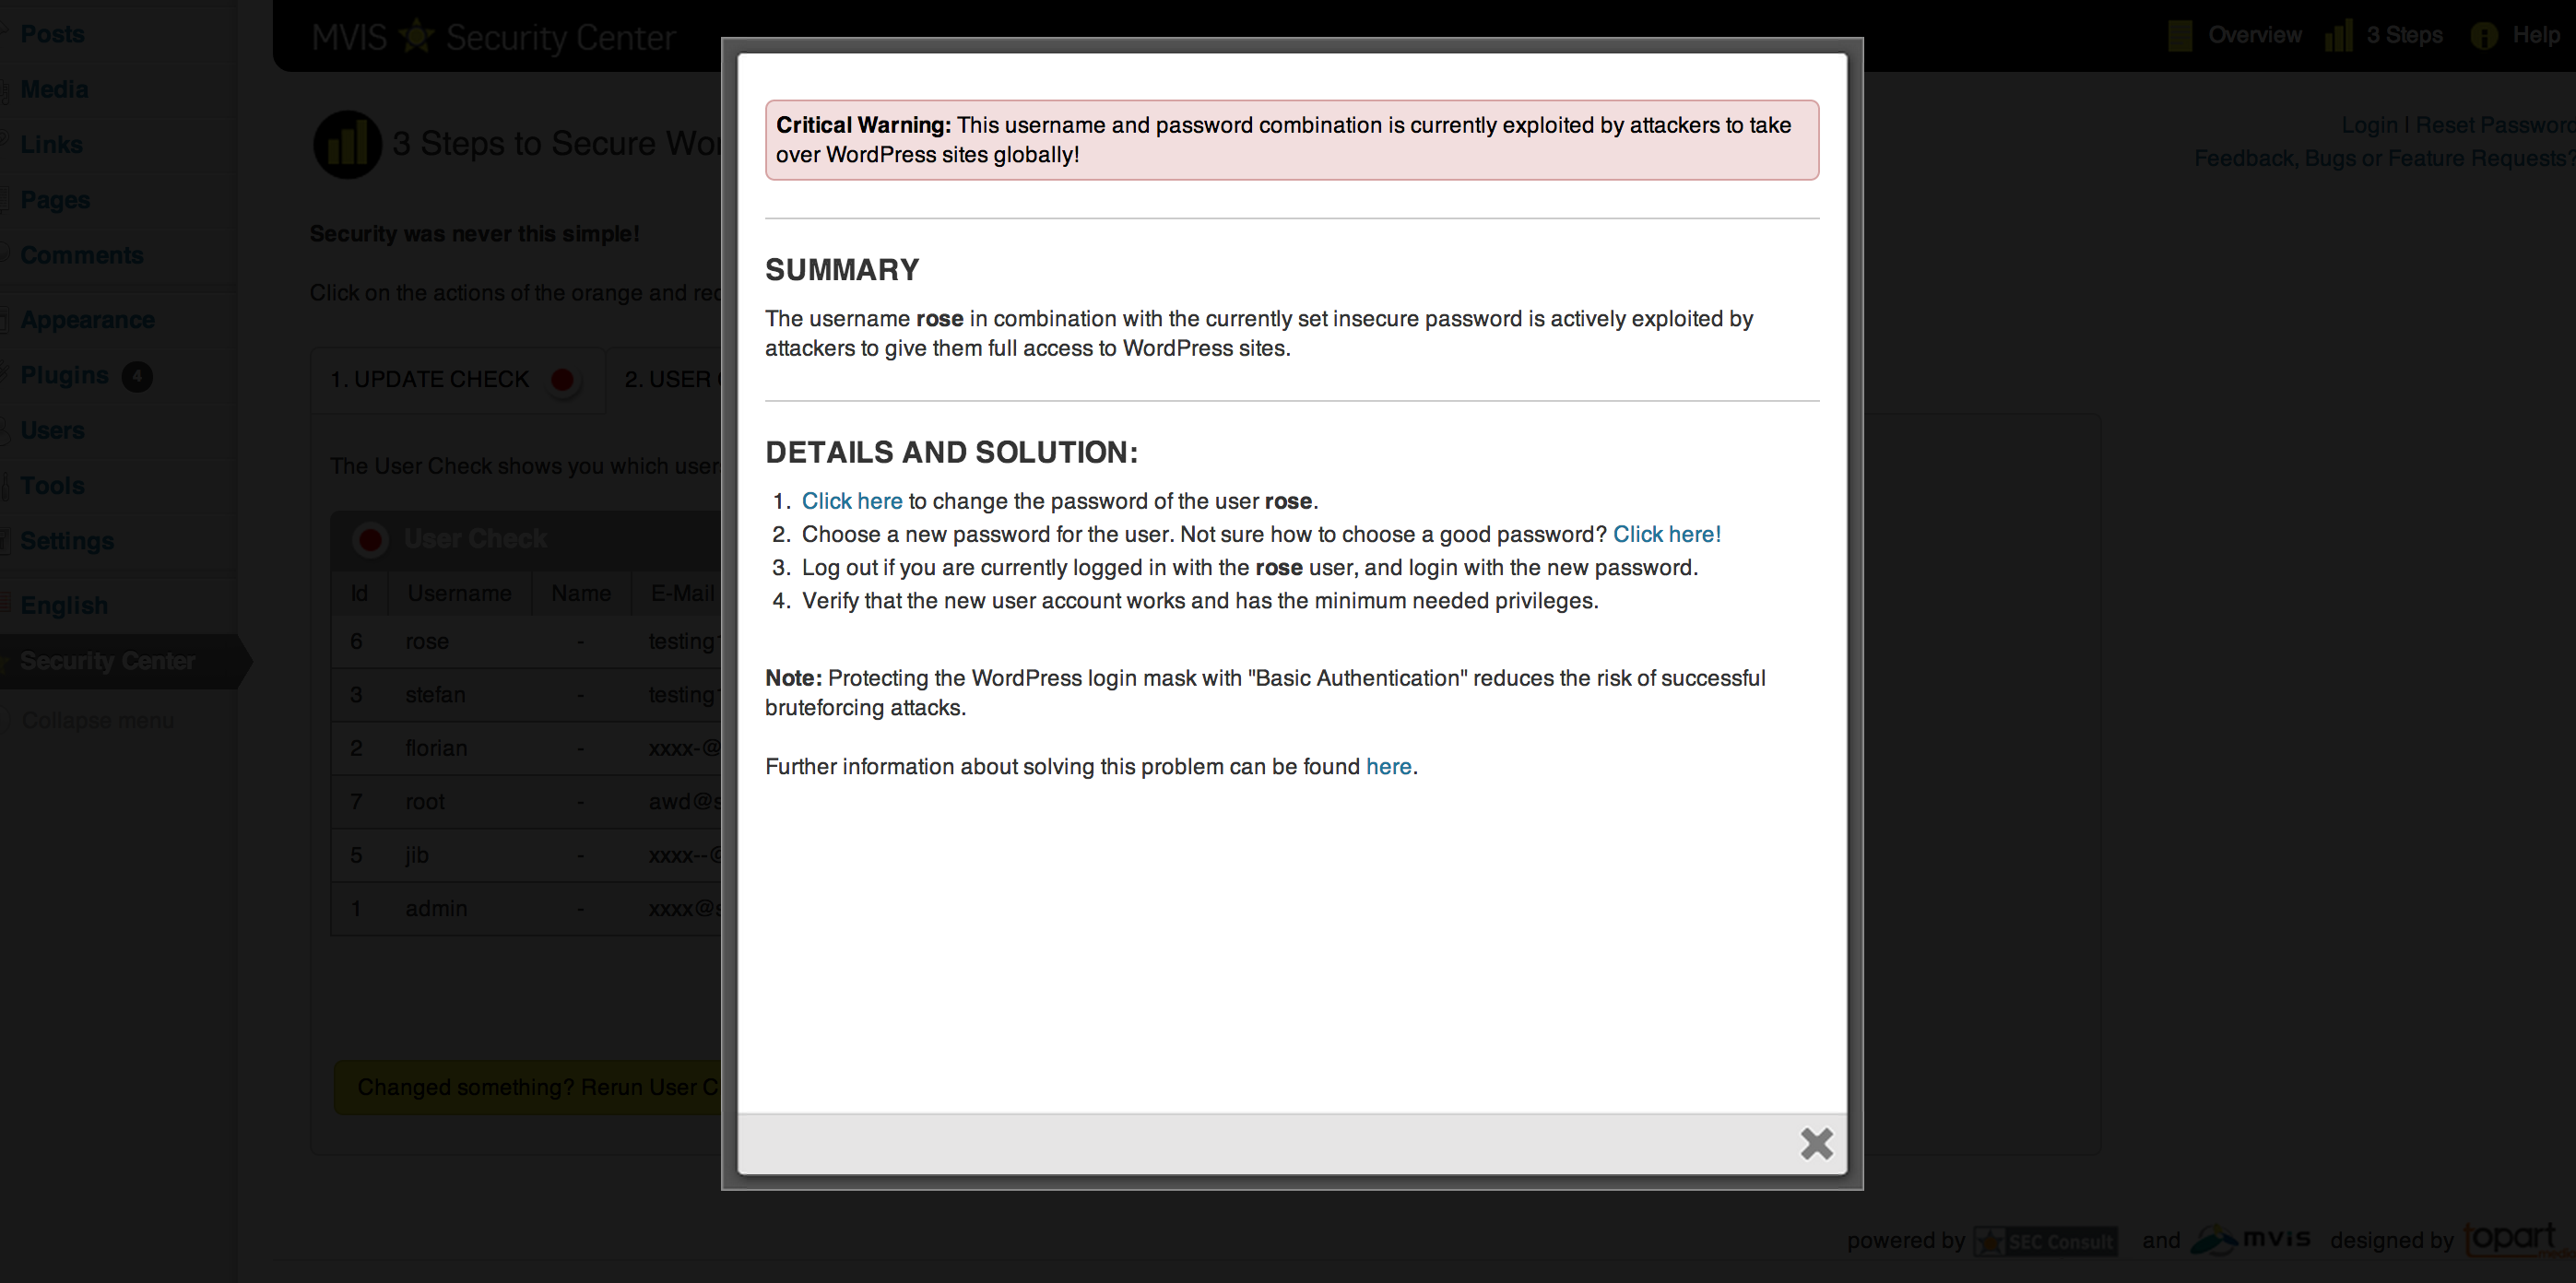 Posts
Media
Links
Pages
Comments
Appearance
Plugins 4
Users
Tools
Settings
English
Security Center
Collapse menu
MVIS Security Center
Overview 3 Steps Help
3 Steps to Secure Wor
Login | Reset Password
Feedback, Bugs or Feature Requests?
Security was never this simple!
Click on the actions of the orange and red
1. UPDATE CHECK 2. USER
The User Check shows you which user
User Check
Id Username Name E-Mail
6 rose - testing
3 stefan - testing
2 florian - xxxx-@
7 root - awd@s
5 jib - xxxx--@
1 admin - xxxx@s
Changed something? Rerun User C
Critical Warning: This username and password combination is currently exploited by attackers to take
over WordPress sites globally!
SUMMARY
The username rose in combination with the currently set insecure password is actively exploited by
attackers to give them full access to WordPress sites.
DETAILS AND SOLUTION:
1. Click here to change the password of the user rose.
2. Choose a new password for the user. Not sure how to choose a good password? Click here!
3. Log out if you are currently logged in with the rose user, and login with the new password.
4. Verify that the new user account works and has the minimum needed privileges.
Note: Protecting the WordPress login mask with "Basic Authentication" reduces the risk of successful
bruteforcing attacks.
Further information about solving this problem can be found here.
powered by SEC Consult and mvis designed by topart media